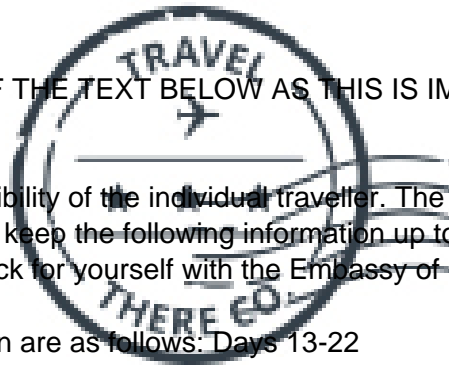 TRAVEL
F THE TEXT BELOW AS THIS IS IM
ibility of the individual traveller. The
keep the following information up to
ck for yourself with the Embassy of
THERE CO.
n are as follows: Days 13-22